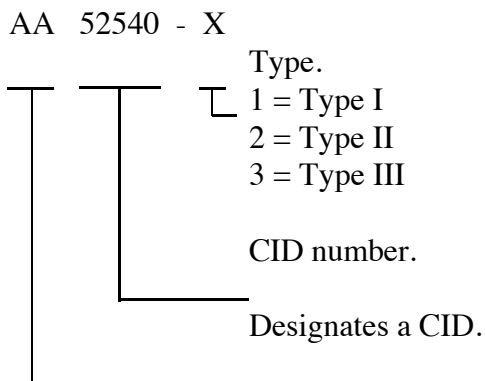 AA 52540 - X
Type.
1 = Type I
2 = Type II
3 = Type III
CID number.
Designates a CID.